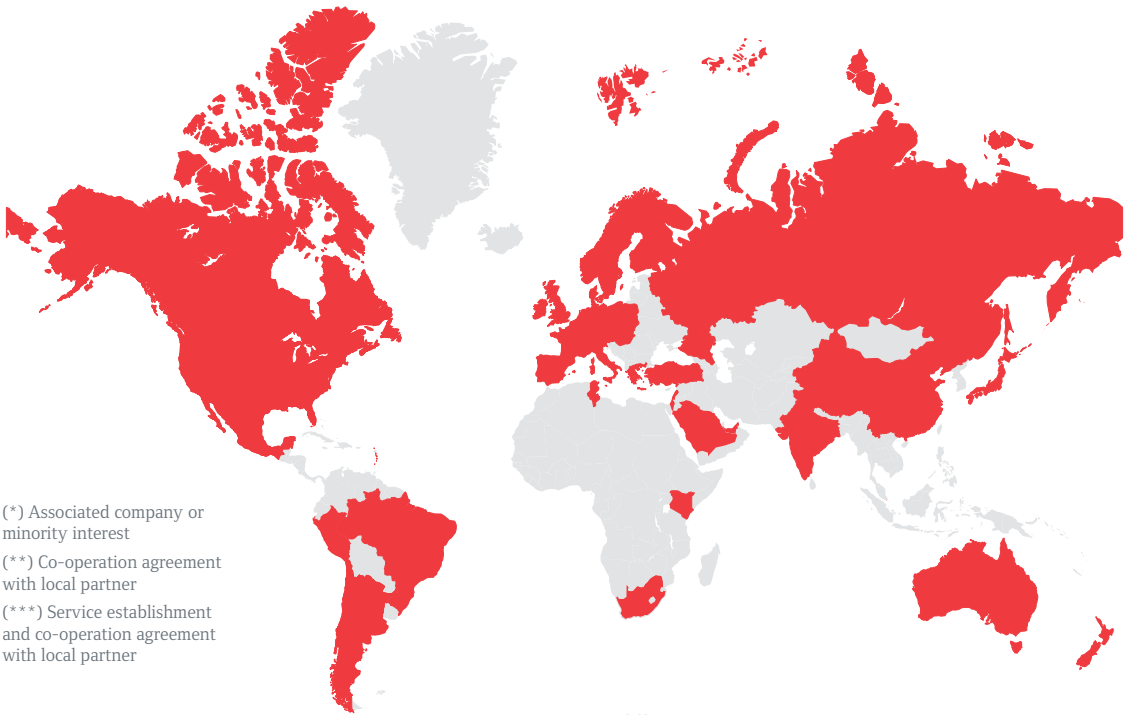 (*) Associated company or
minority interest
(**) Co-operation agreement
with local partner
(***) Service establishment
and co-operation agreement
with local partner